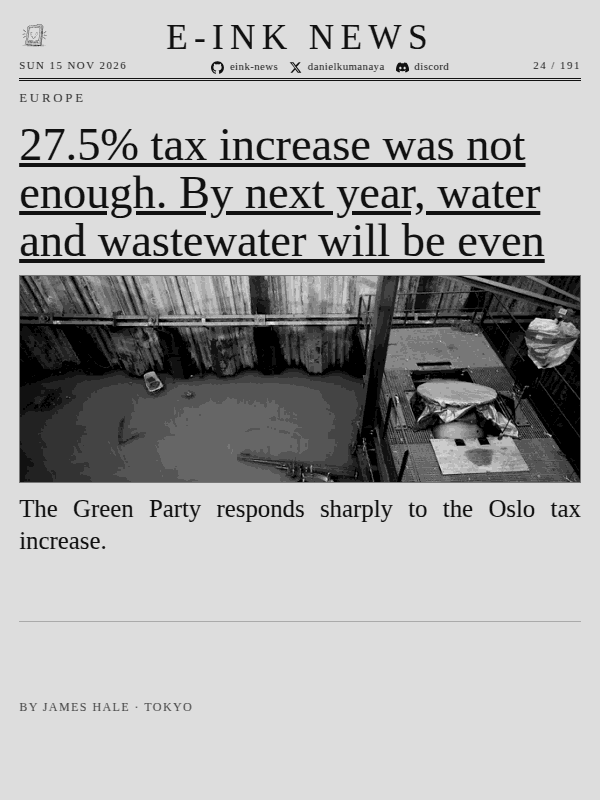 E-INK NEWS
SUN 15 NOV 2026
eink-news
danielkumanaya
discord
24 / 191
EUROPE
27.5% tax increase was not
enough. By next year, water
and wastewater will be even
The Green Party responds sharply to the Oslo tax
increase.
BY JAMES HALE · TOKYO